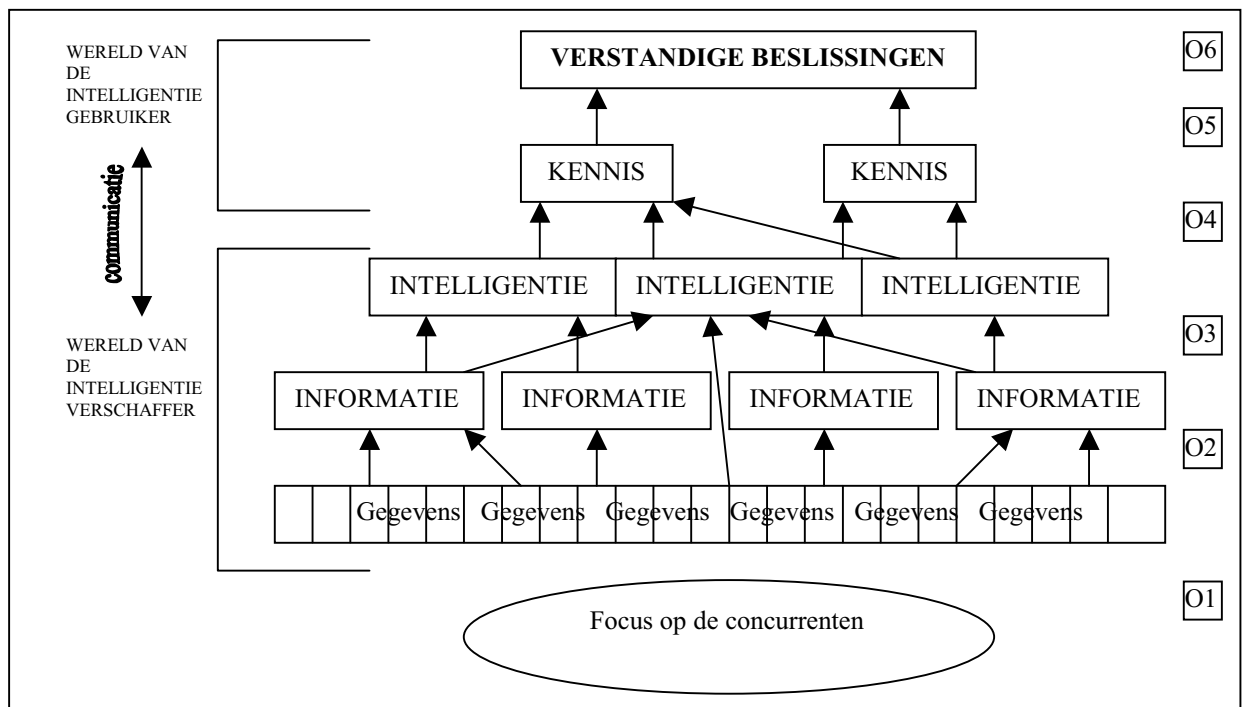 WERELD VAN
DE
INTELLIGENTIE
GEBRUIKER
communicatie
WERELD VAN
DE
INTELLIGENTIE
VERSCHAFFER
VERSTANDIGE BESLISSINGEN
KENNIS KENNIS
INTELLIGENTIE INTELLIGENTIE INTELLIGENTIE
INFORMATIE INFORMATIE INFORMATIE INFORMATIE
Gegevens Gegevens Gegevens Gegevens Gegevens Gegevens
Focus op de concurrenten
O6
O5
O4
O3
O2
O1